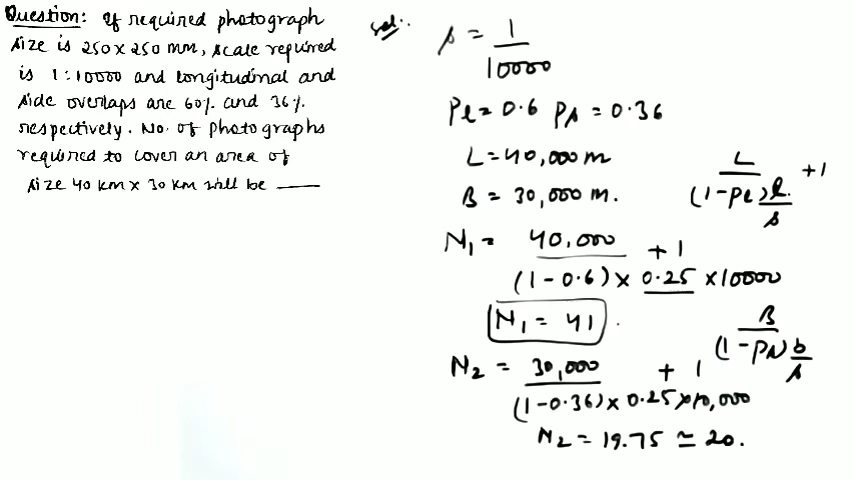 Question: If required photograph
size is 250 x 250 mm, scale required
is 1:10000 and longitudinal and
side overlaps are 60% and 36%
respectively. No. of photographs
required to cover an area of
size 40 km x 30 km will be ____
Sol:.
s = 1/10000
Pl = 0.6 Ps = 0.36
L = 40,000 m
B = 30,000 m.
L/((1-Pl) l/s) +1
N1 = 40,000/((1-0.6) x 0.25 x 10000) + 1
N1 = 41
B/((1-Ps) b/s)
N2 = 30,000/((1-0.36) x 0.25 x 10,000) + 1
N2 = 19.75 ≃ 20.